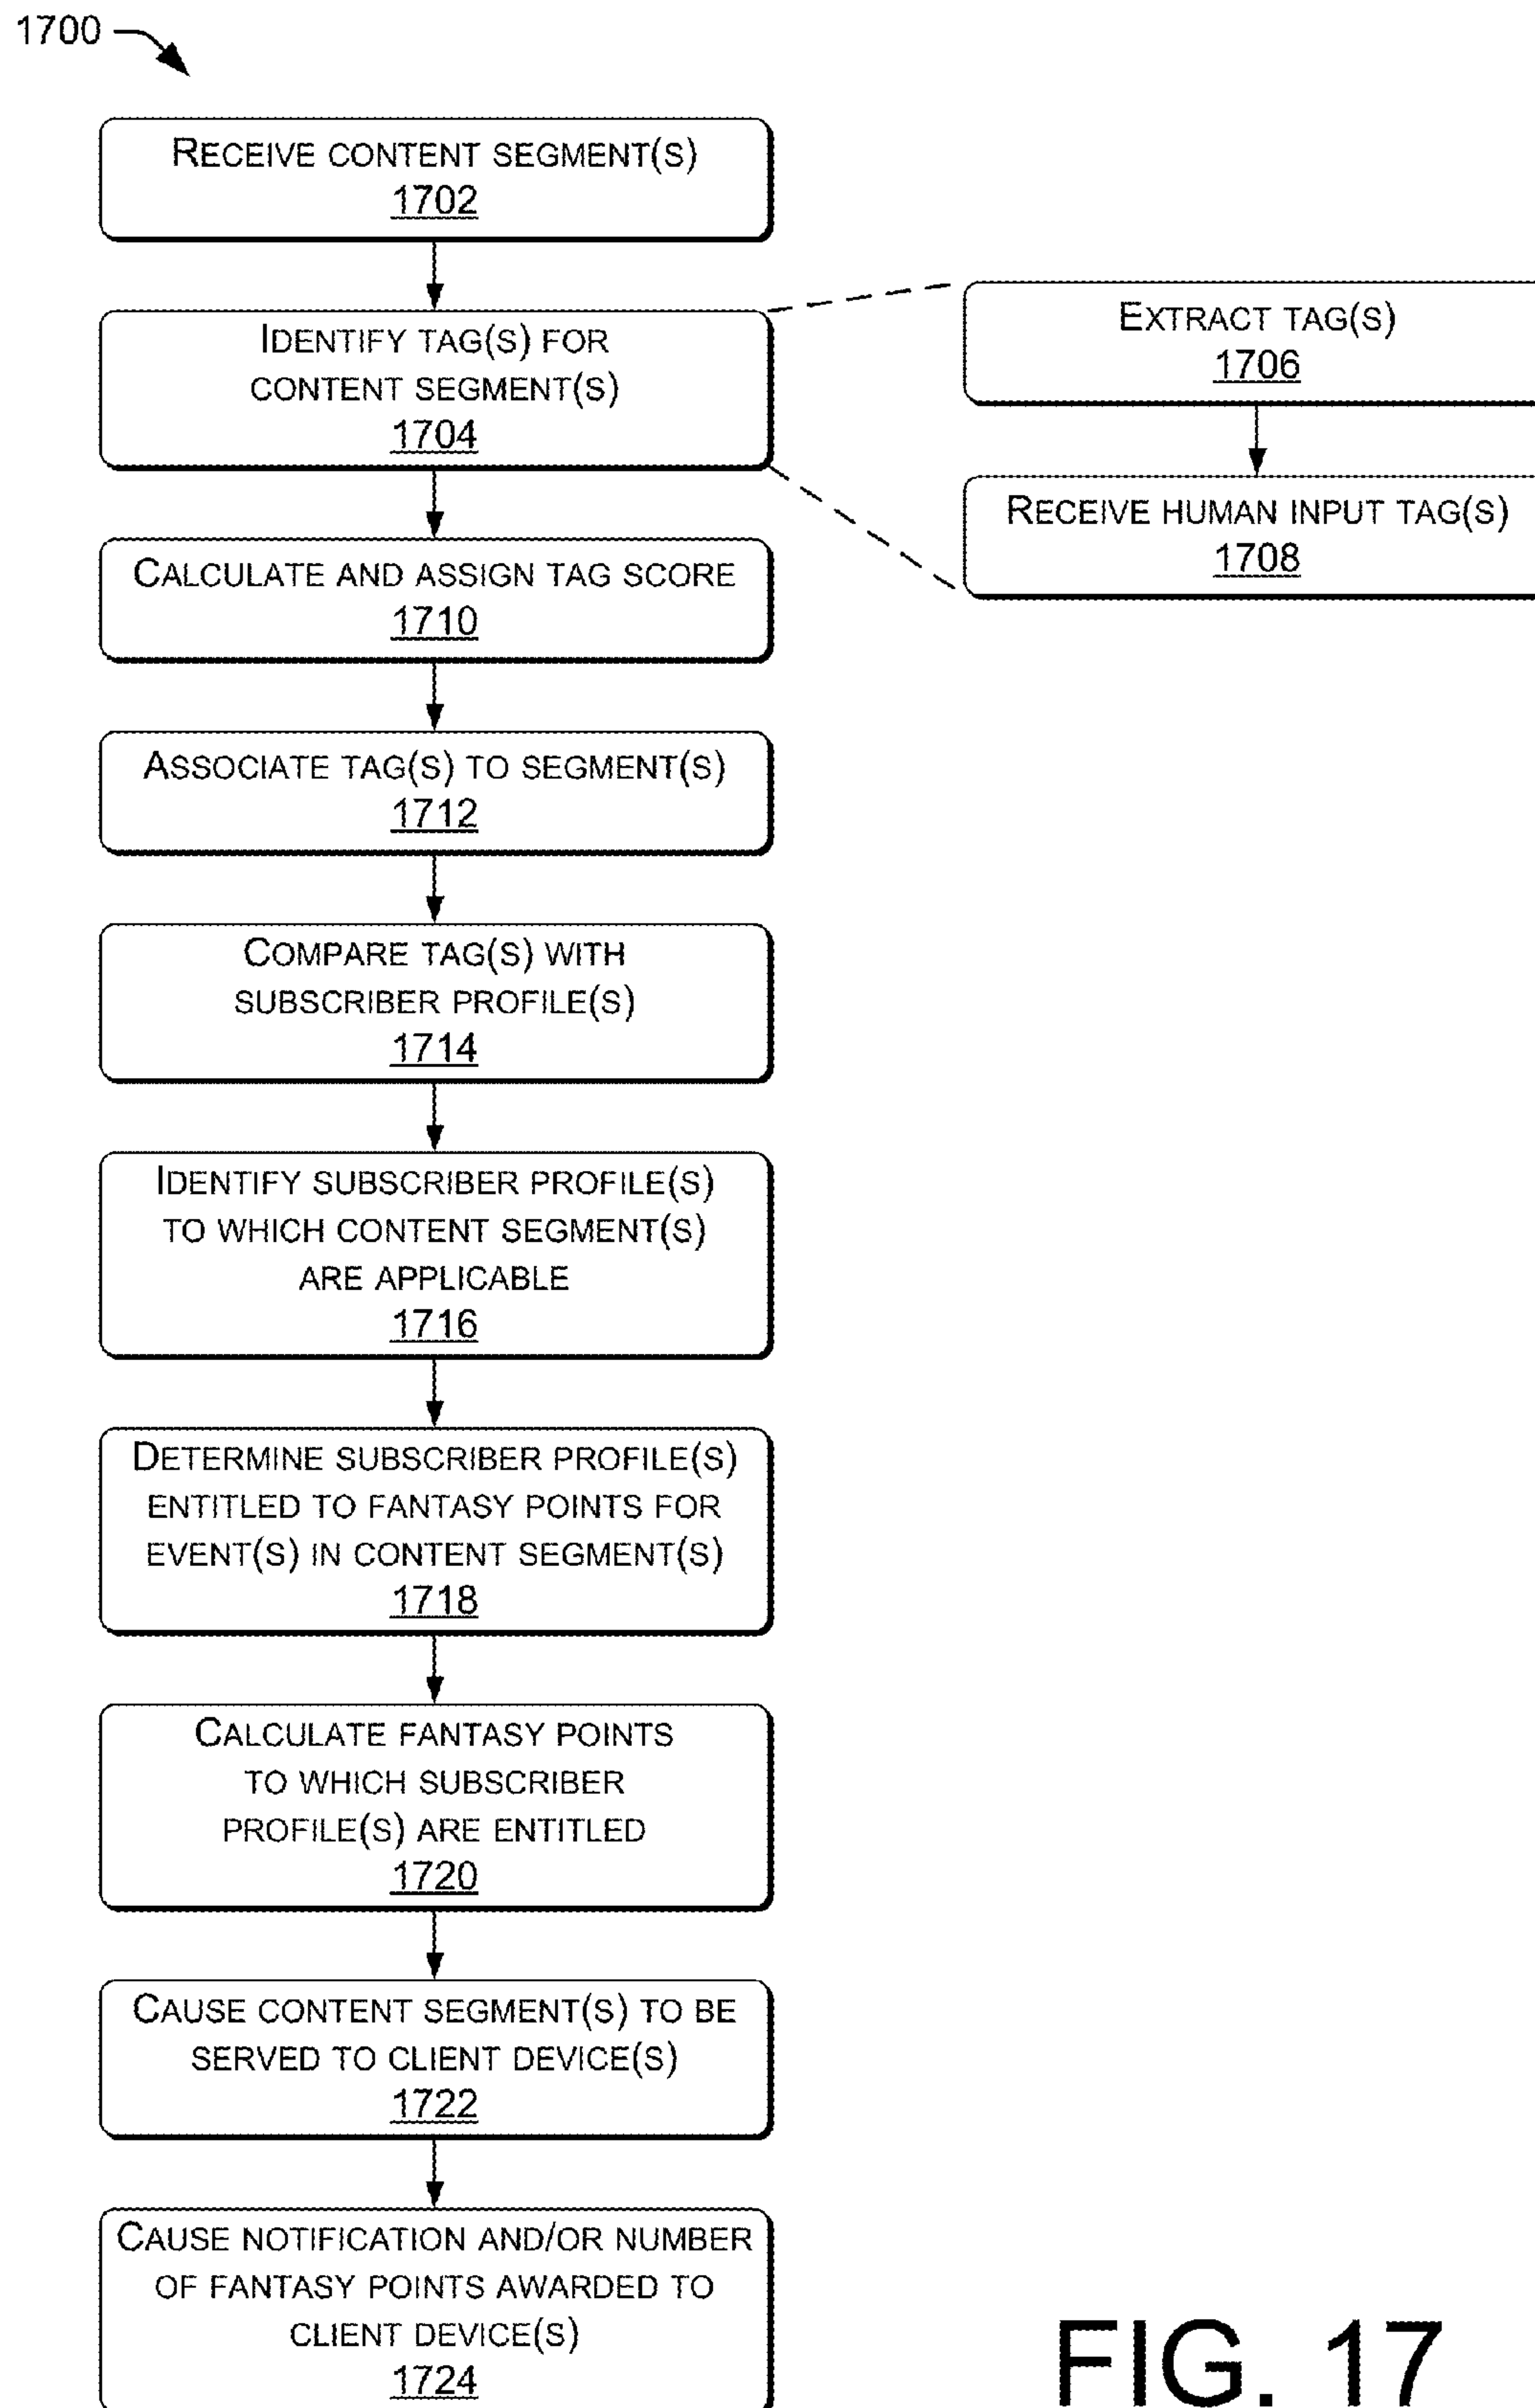 1700
RECEIVE CONTENT SEGMENT(S)
1702
IDENTIFY TAG(S) FOR
CONTENT SEGMENT(S)
1704
EXTRACT TAG(S)
1706
RECEIVE HUMAN INPUT TAG(S)
1708
CALCULATE AND ASSIGN TAG SCORE
1710
ASSOCIATE TAG(S) TO SEGMENT(S)
1712
COMPARE TAG(S) WITH
SUBSCRIBER PROFILE(S)
1714
IDENTIFY SUBSCRIBER PROFILE(S)
TO WHICH CONTENT SEGMENT(S)
ARE APPLICABLE
1716
DETERMINE SUBSCRIBER PROFILE(S)
ENTITLED TO FANTASY POINTS FOR
EVENT(S) IN CONTENT SEGMENT(S)
1718
CALCULATE FANTASY POINTS
TO WHICH SUBSCRIBER
PROFILE(S) ARE ENTITLED
1720
CAUSE CONTENT SEGMENT(S) TO BE
SERVED TO CLIENT DEVICE(S)
1722
CAUSE NOTIFICATION AND/OR NUMBER
OF FANTASY POINTS AWARDED TO
CLIENT DEVICE(S)
1724
FIG. 17